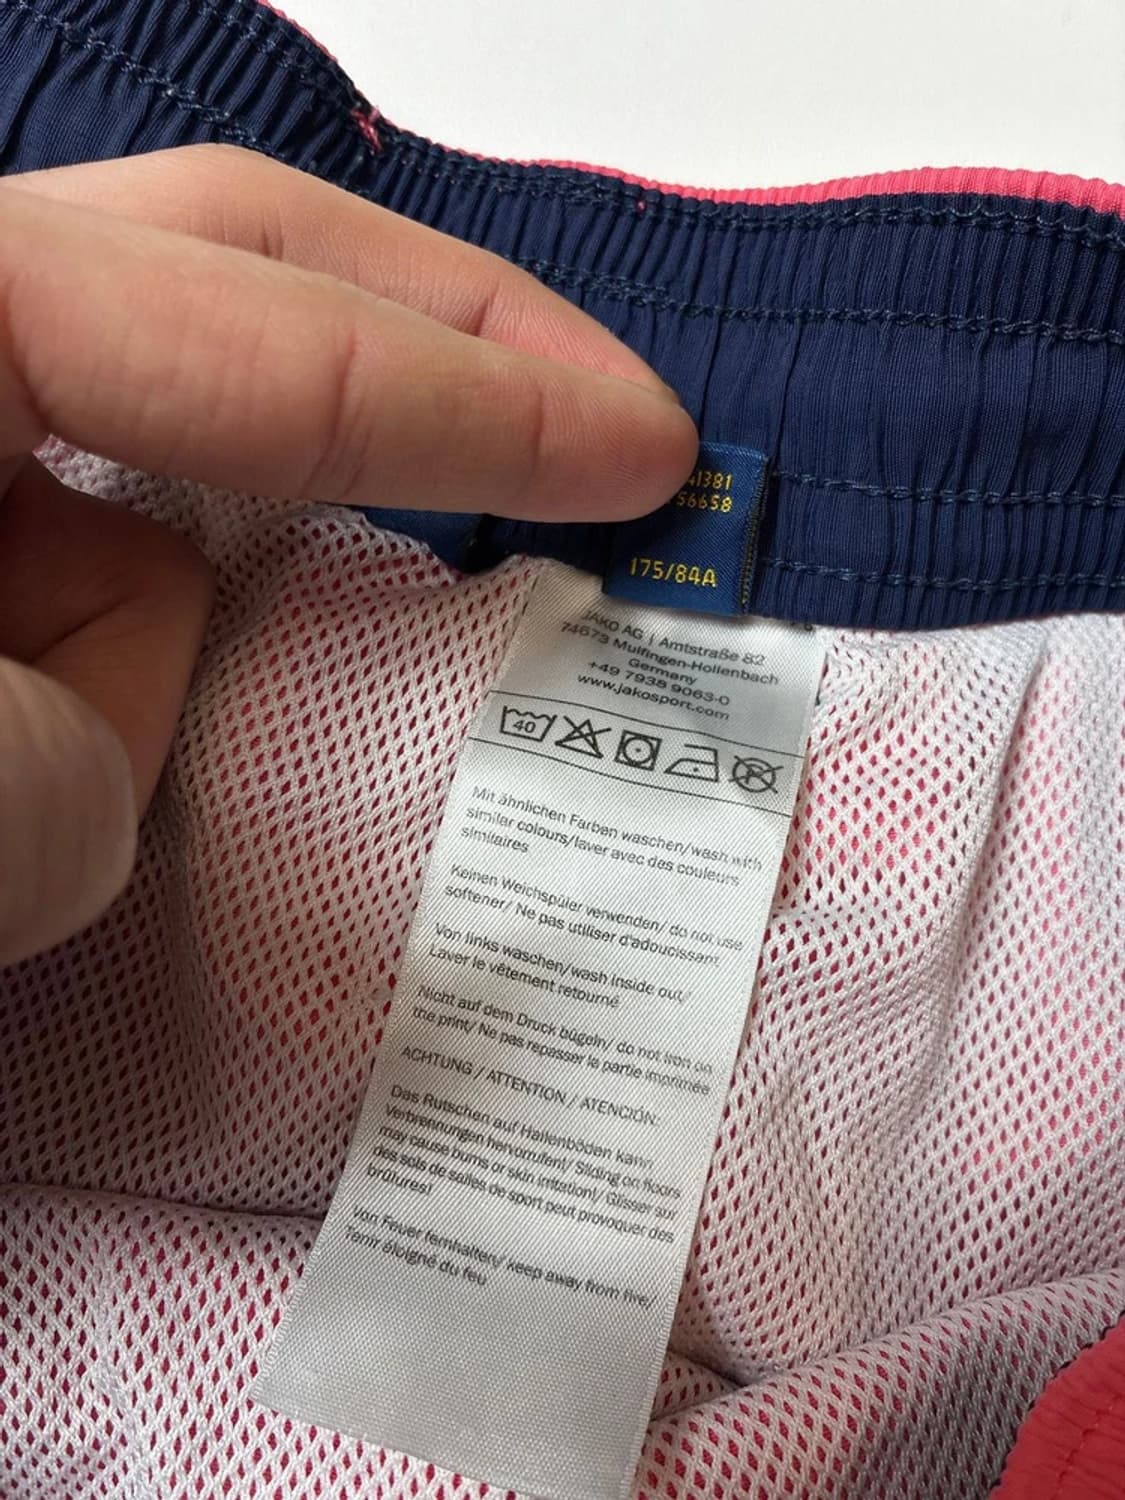 41381
56658
175/84A
JAKO AG | Amtstraße 82
74673 Mulfingen-Hollenbach
Germany
+49 7938 9063-0
www.jakosport.com
40
P
Mit ähnlichen Farben waschen/wash with
similar colours/laver avec des couleurs
similaires
Keinen Weichspüler verwenden/ do not use
softener/ Ne pas utiliser d'adoucissant
Von links waschen/wash inside out/
Laver le vêtement retourné
Nicht auf dem Druck bügeln/ do not iron on
the print/ Ne pas repasser la partie imprimée
ACHTUNG / ATTENTION / ATENCIÓN:
Das Rutschen auf Hallenböden kann
Verbrennungen hervorrufen!/ Sliding on floors
may cause burns or skin irritation!/ Glisser sur
des sols de salles de sport peut provoquer des
brûlures!
Von Feuer fernhalten/ keep away from five/
Tenir éloigné du feu